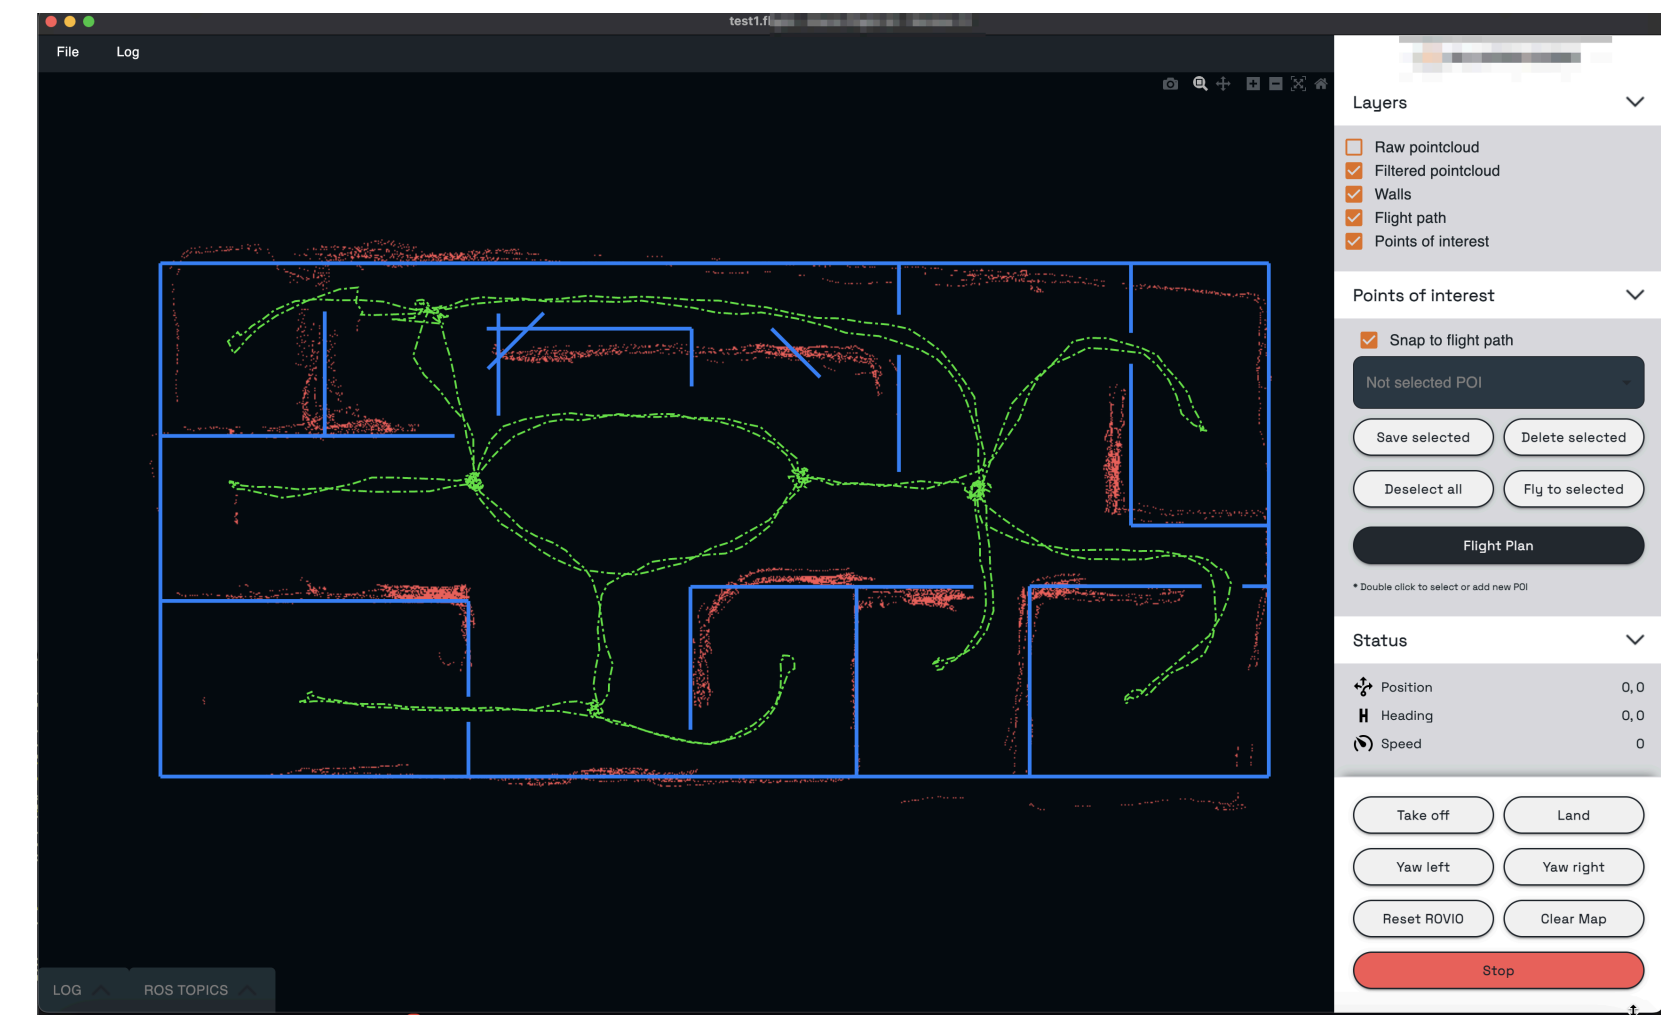 test1.fl
File Log
Layers
Raw pointcloud
Filtered pointcloud
Walls
Flight path
Points of interest
Points of interest
Snap to flight path
Not selected POI
Save selected Delete selected
Deselect all Fly to selected
Flight Plan
* Double click to select or add new POI
Status
Position 0, 0
H Heading 0, 0
Speed 0
Take off Land
Yaw left Yaw right
Reset ROVIO Clear Map
Stop
LOG ROS TOPICS